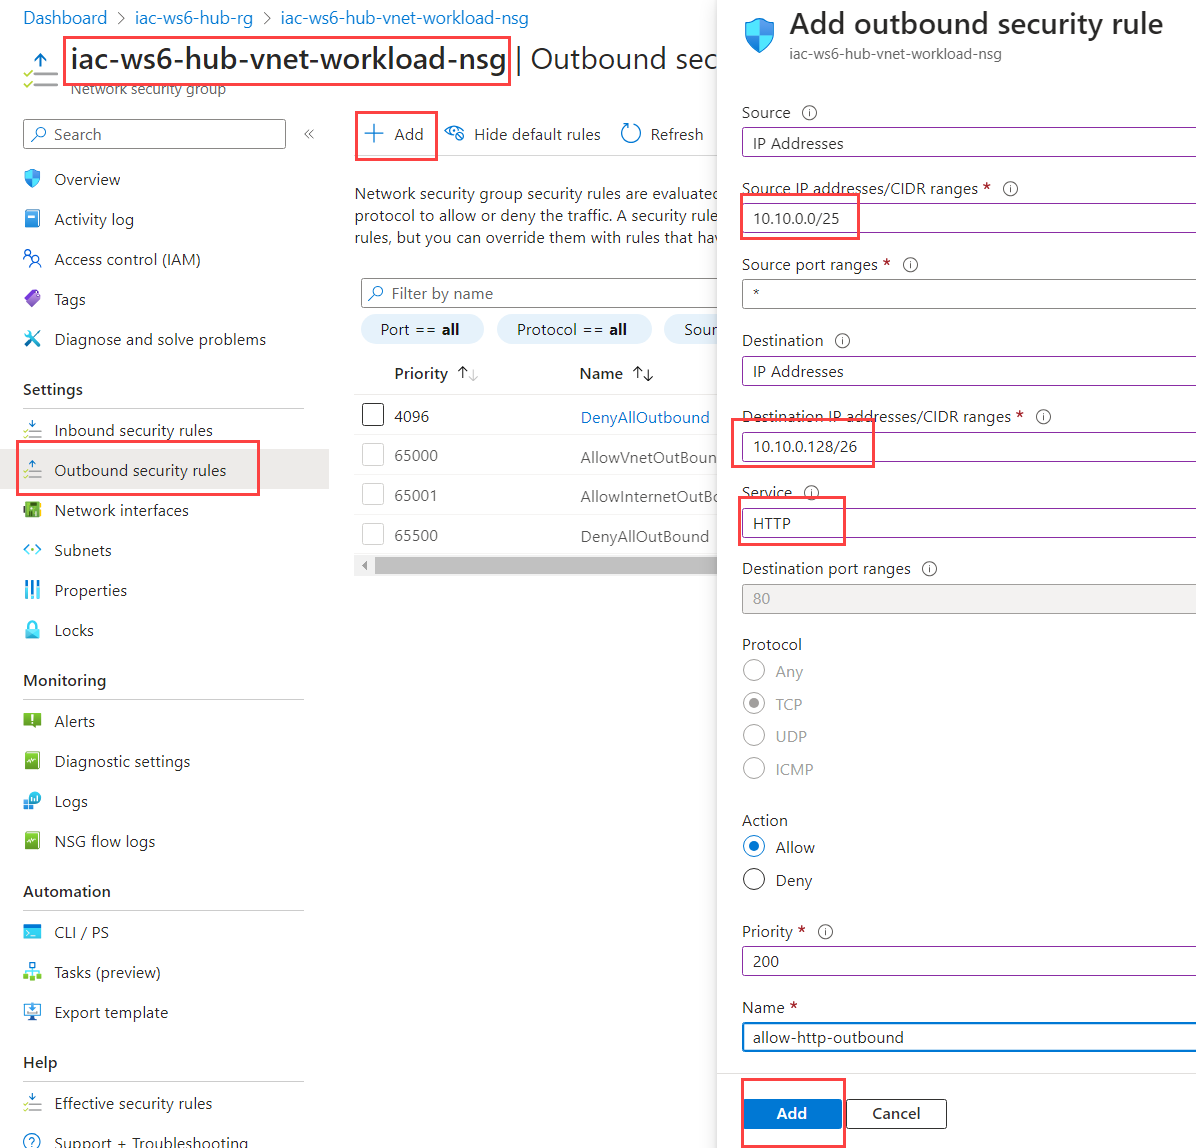 Dashboard > iac-ws6-hub-rg > iac-ws6-hub-vnet-workload-nsg
iac-ws6-hub-vnet-workload-nsg | Outbound sec
Network security group
Search
«
Overview
Activity log
Access control (IAM)
Tags
Diagnose and solve problems
Settings
Inbound security rules
Outbound security rules
Network interfaces
Subnets
Properties
Locks
Monitoring
Alerts
Diagnostic settings
Logs
NSG flow logs
Automation
CLI / PS
Tasks (preview)
Export template
Help
Effective security rules
Support + Troubleshooting
Add Hide default rules Refresh
Network security group security rules are evaluated
protocol to allow or deny the traffic. A security rule
rules, but you can override them with rules that hav
Filter by name
Port == all Protocol == all Sour
Priority Name
4096 DenyAllOutbound
65000 AllowVnetOutBoun
65001 AllowInternetOutBo
65500 DenyAllOutBound
Add outbound security rule
iac-ws6-hub-vnet-workload-nsg
Source
IP Addresses
Source IP addresses/CIDR ranges *
10.10.0.0/25
Source port ranges *
*
Destination
IP Addresses
Destination IP addresses/CIDR ranges *
10.10.0.128/26
Service
HTTP
Destination port ranges
80
Protocol
Any
TCP
UDP
ICMP
Action
Allow
Deny
Priority *
200
Name *
allow-http-outbound
Add Cancel